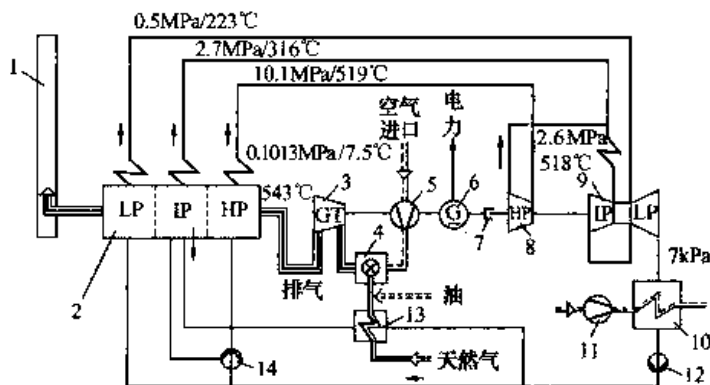 0.5MPa/223℃
2.7MPa/316℃
10.1MPa/519℃
1
空气
进口
电力
0.1013MPa/7.5℃
2.6MPa
518℃
543℃
3
5
6
9
LP
IP
HP
GT
V
G
HP
IP
LP
4
7
8
2
7kPa
排气
油
13
11
10
14
天然气
12